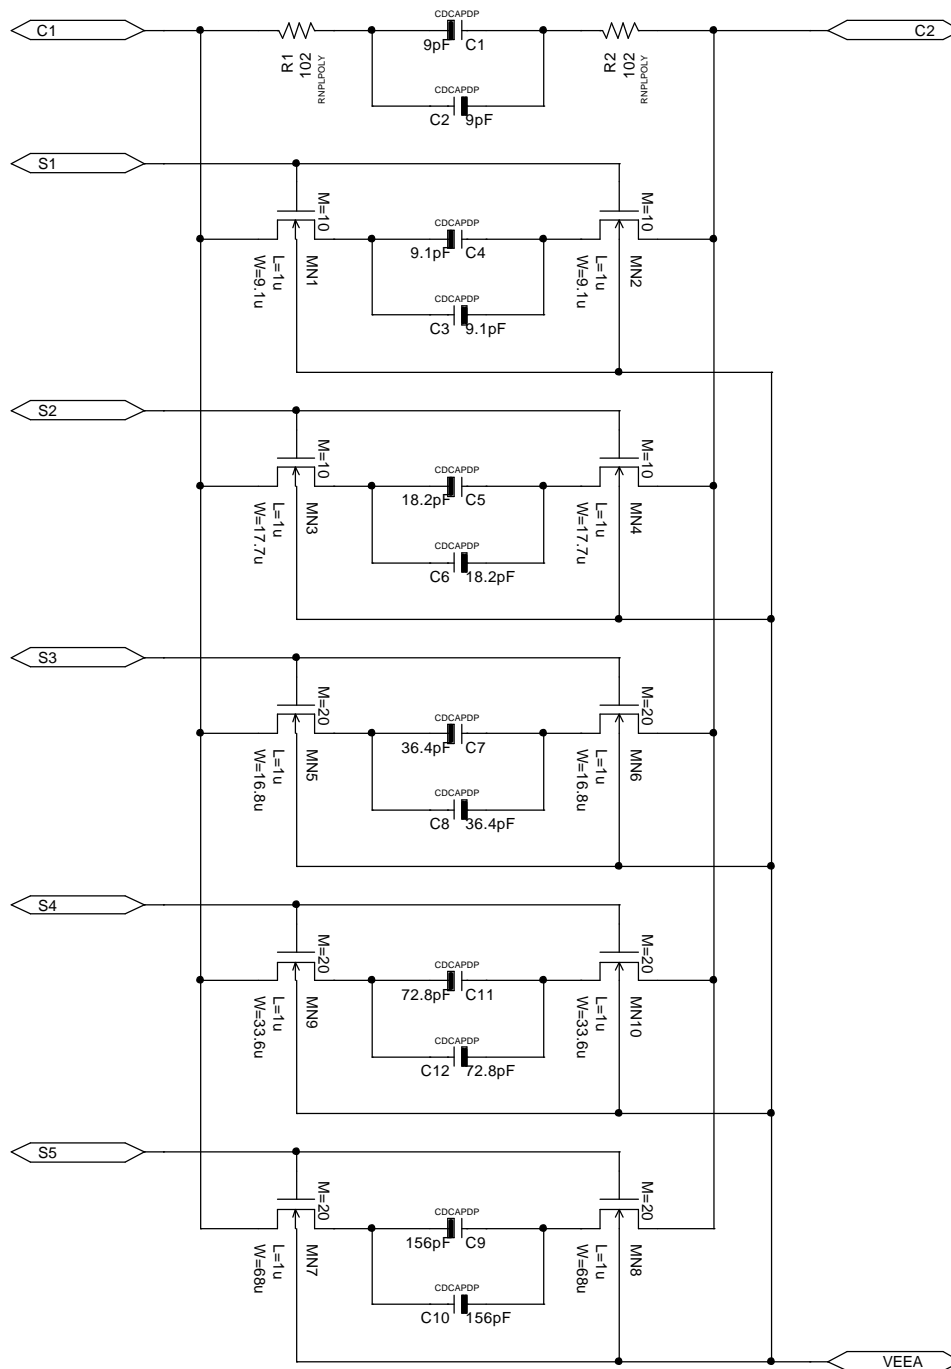 C1
C2
R1
102
RNPLPOLY
CDCAPDP
9pF
C1
R2
102
RNPLPOLY
CDCAPDP
C2
9pF
S1
M=10
MN1
L=1u
W=9.1u
CDCAPDP
9.1pF
C4
CDCAPDP
C3
9.1pF
M=10
MN2
L=1u
W=9.1u
S2
M=10
MN3
L=1u
W=17.7u
CDCAPDP
18.2pF
C5
CDCAPDP
C6
18.2pF
M=10
MN4
L=1u
W=17.7u
S3
M=20
MN5
L=1u
W=16.8u
CDCAPDP
36.4pF
C7
CDCAPDP
C8
36.4pF
M=20
MN6
L=1u
W=16.8u
S4
M=20
MN9
L=1u
W=33.6u
CDCAPDP
72.8pF
C11
CDCAPDP
C12
72.8pF
M=20
MN10
L=1u
W=33.6u
S5
M=20
MN7
L=1u
W=68u
CDCAPDP
156pF
C9
CDCAPDP
C10
156pF
M=20
MN8
L=1u
W=68u
VEEA